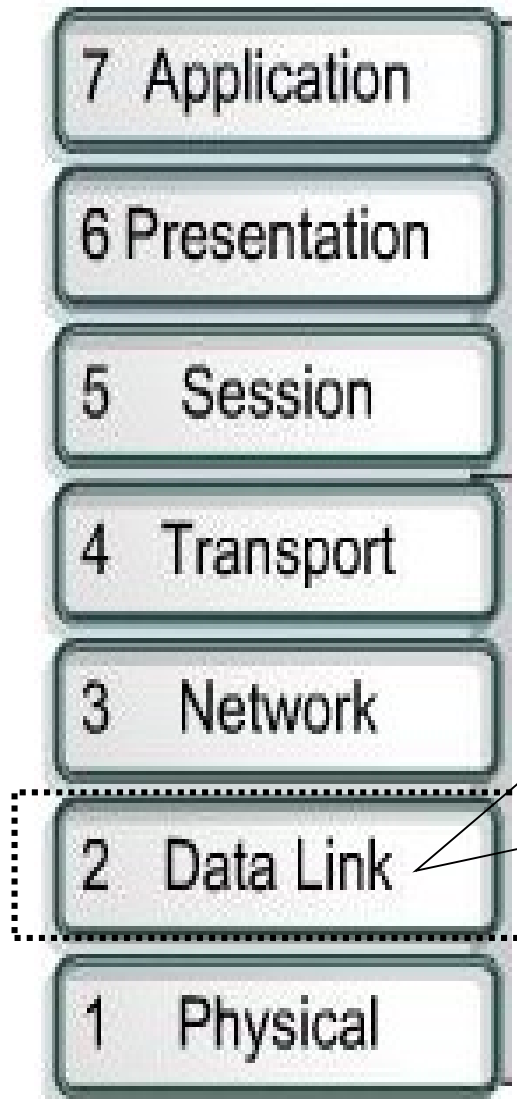 7 Application
6 Presentation
5 Session
4 Transport
3 Network
2 Data Link
1 Physical